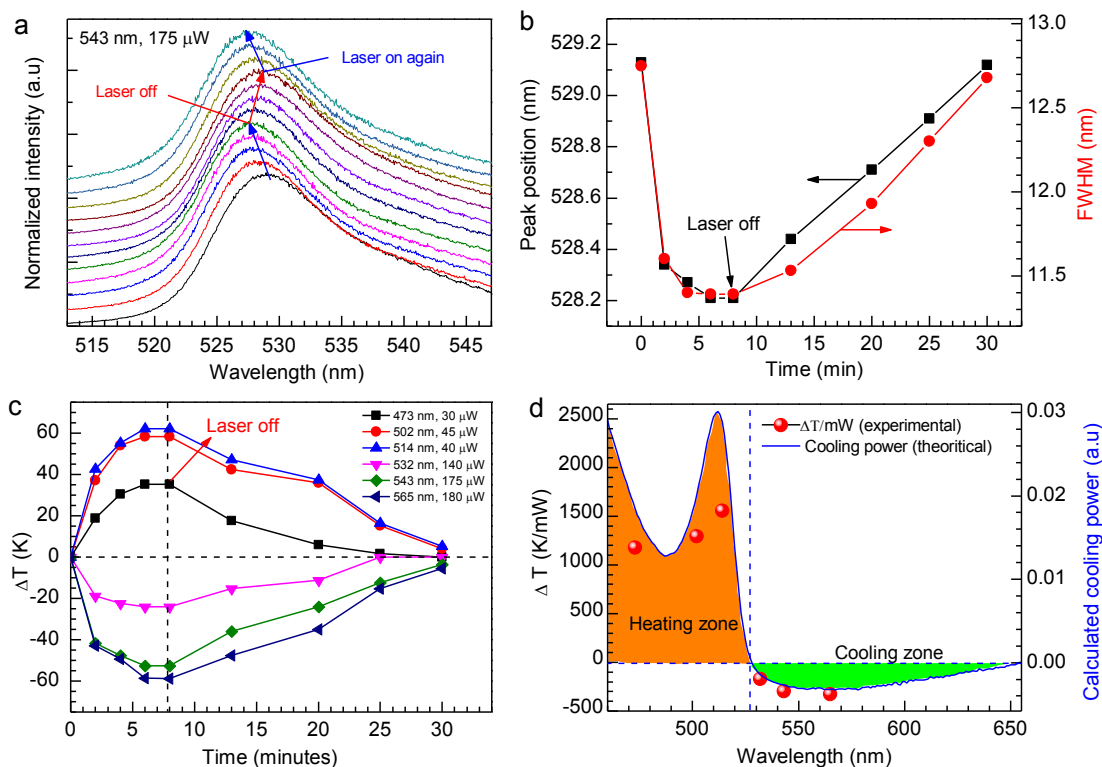 a
543 nm, 175 μW
Laser on again
Laser off
Normalized intensity (a.u)
515 520 525 530 535 540 545
Wavelength (nm)
b
529.2
529.0
528.8
528.6
528.4
528.2
Peak position (nm)
13.0
12.5
12.0
11.5
FWHM (nm)
Laser off
0 5 10 15 20 25 30
Time (min)
c
Laser off
473 nm, 30 μW
502 nm, 45 μW
514 nm, 40 μW
532 nm, 140 μW
543 nm, 175 μW
565 nm, 180 μW
60
40
20
0
-20
-40
-60
Δ T (K)
0 5 10 15 20 25 30
Time (minutes)
d
ΔT/mW (experimental)
Cooling power (theoritical)
2500
2000
1500
1000
500
0
-500
Δ T (K/mW)
Heating zone
Cooling zone
0.03
0.02
0.01
0.00
Calculated cooling power (a.u)
500 550 600 650
Wavelength (nm)